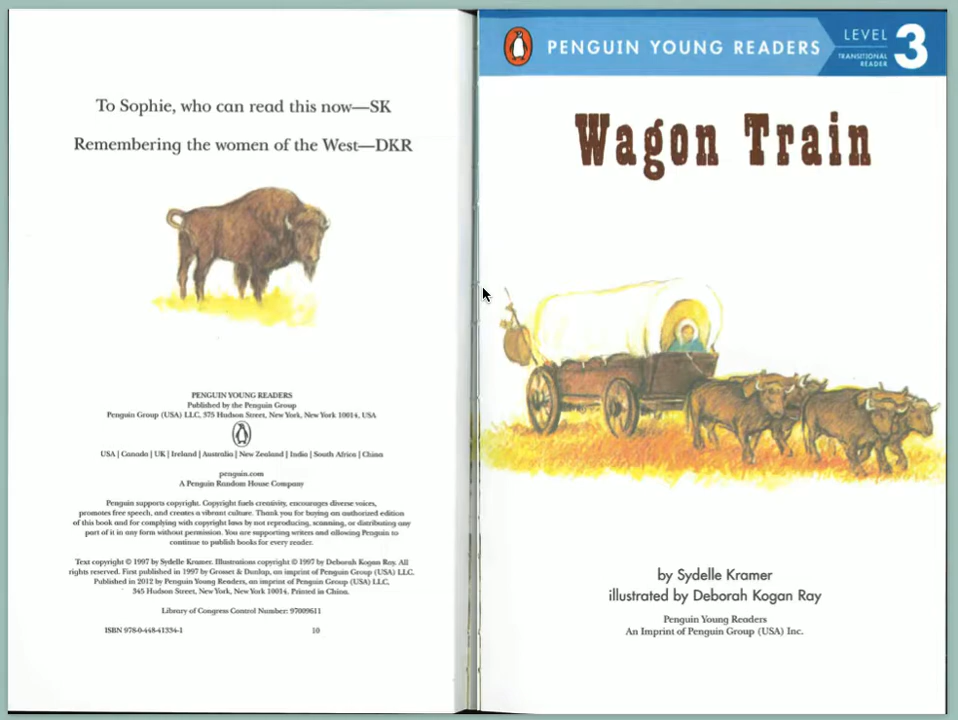 To Sophie, who can read this now—SK
Remembering the women of the West—DKR
PENGUIN YOUNG READERS
Published by the Penguin Group
Penguin Group (USA) LLC, 375 Hudson Street, New York, New York 10014, USA
USA | Canada | UK | Ireland | Australia | New Zealand | India | South Africa | China
penguin.com
A Penguin Random House Company
Penguin supports copyright. Copyright fuels creativity, encourages diverse voices,
promotes free speech, and creates a vibrant culture. Thank you for buying an authorized edition
of this book and for complying with copyright laws by not reproducing, scanning, or distributing any
part of it in any form without permission. You are supporting writers and allowing Penguin to
continue to publish books for every reader.
Text copyright © 1997 by Sydelle Kramer. Illustrations copyright © 1997 by Deborah Kogan Ray. All
rights reserved. First published in 1997 by Grosset & Dunlap, an imprint of Penguin Group (USA) LLC.
Published in 2012 by Penguin Young Readers, an imprint of Penguin Group (USA) LLC,
345 Hudson Street, New York, New York 10014. Printed in China.
Library of Congress Control Number: 97009611
ISBN 978-0-448-41334-1 10
PENGUIN YOUNG READERS
LEVEL 3
TRANSITIONAL
READER
Wagon Train
by Sydelle Kramer
illustrated by Deborah Kogan Ray
Penguin Young Readers
An Imprint of Penguin Group (USA) Inc.